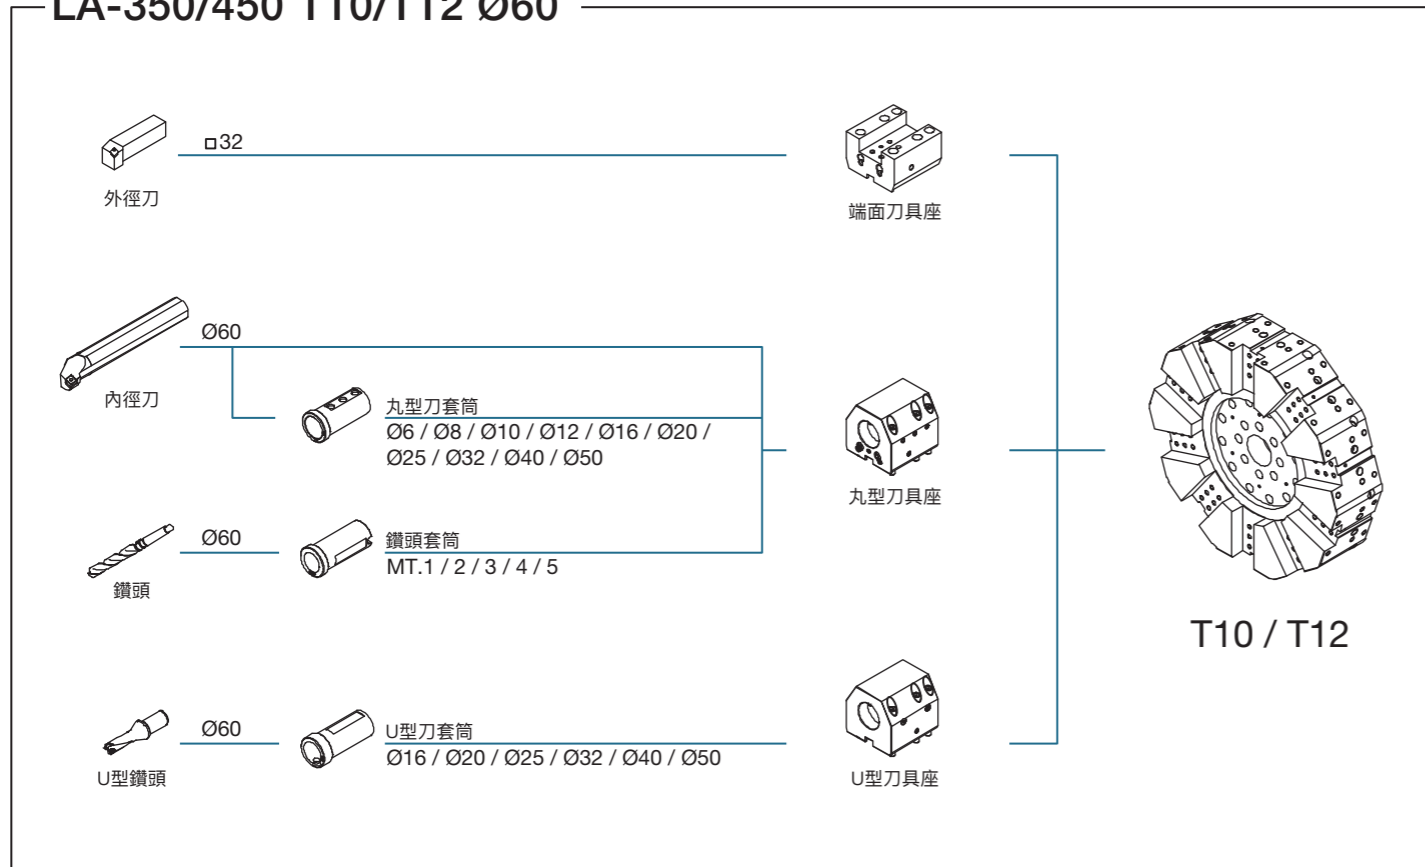 LA-350/450 T10/T12 Ø60
□32
外徑刀
端面刀具座
Ø60
內徑刀
丸型刀套筒
Ø6 / Ø8 / Ø10 / Ø12 / Ø16 / Ø20 /
Ø25 / Ø32 / Ø40 / Ø50
丸型刀具座
Ø60
鑽頭
鑽頭套筒
MT.1 / 2 / 3 / 4 / 5
T10 / T12
Ø60
U型鑽頭
U型刀套筒
Ø16 / Ø20 / Ø25 / Ø32 / Ø40 / Ø50
U型刀具座